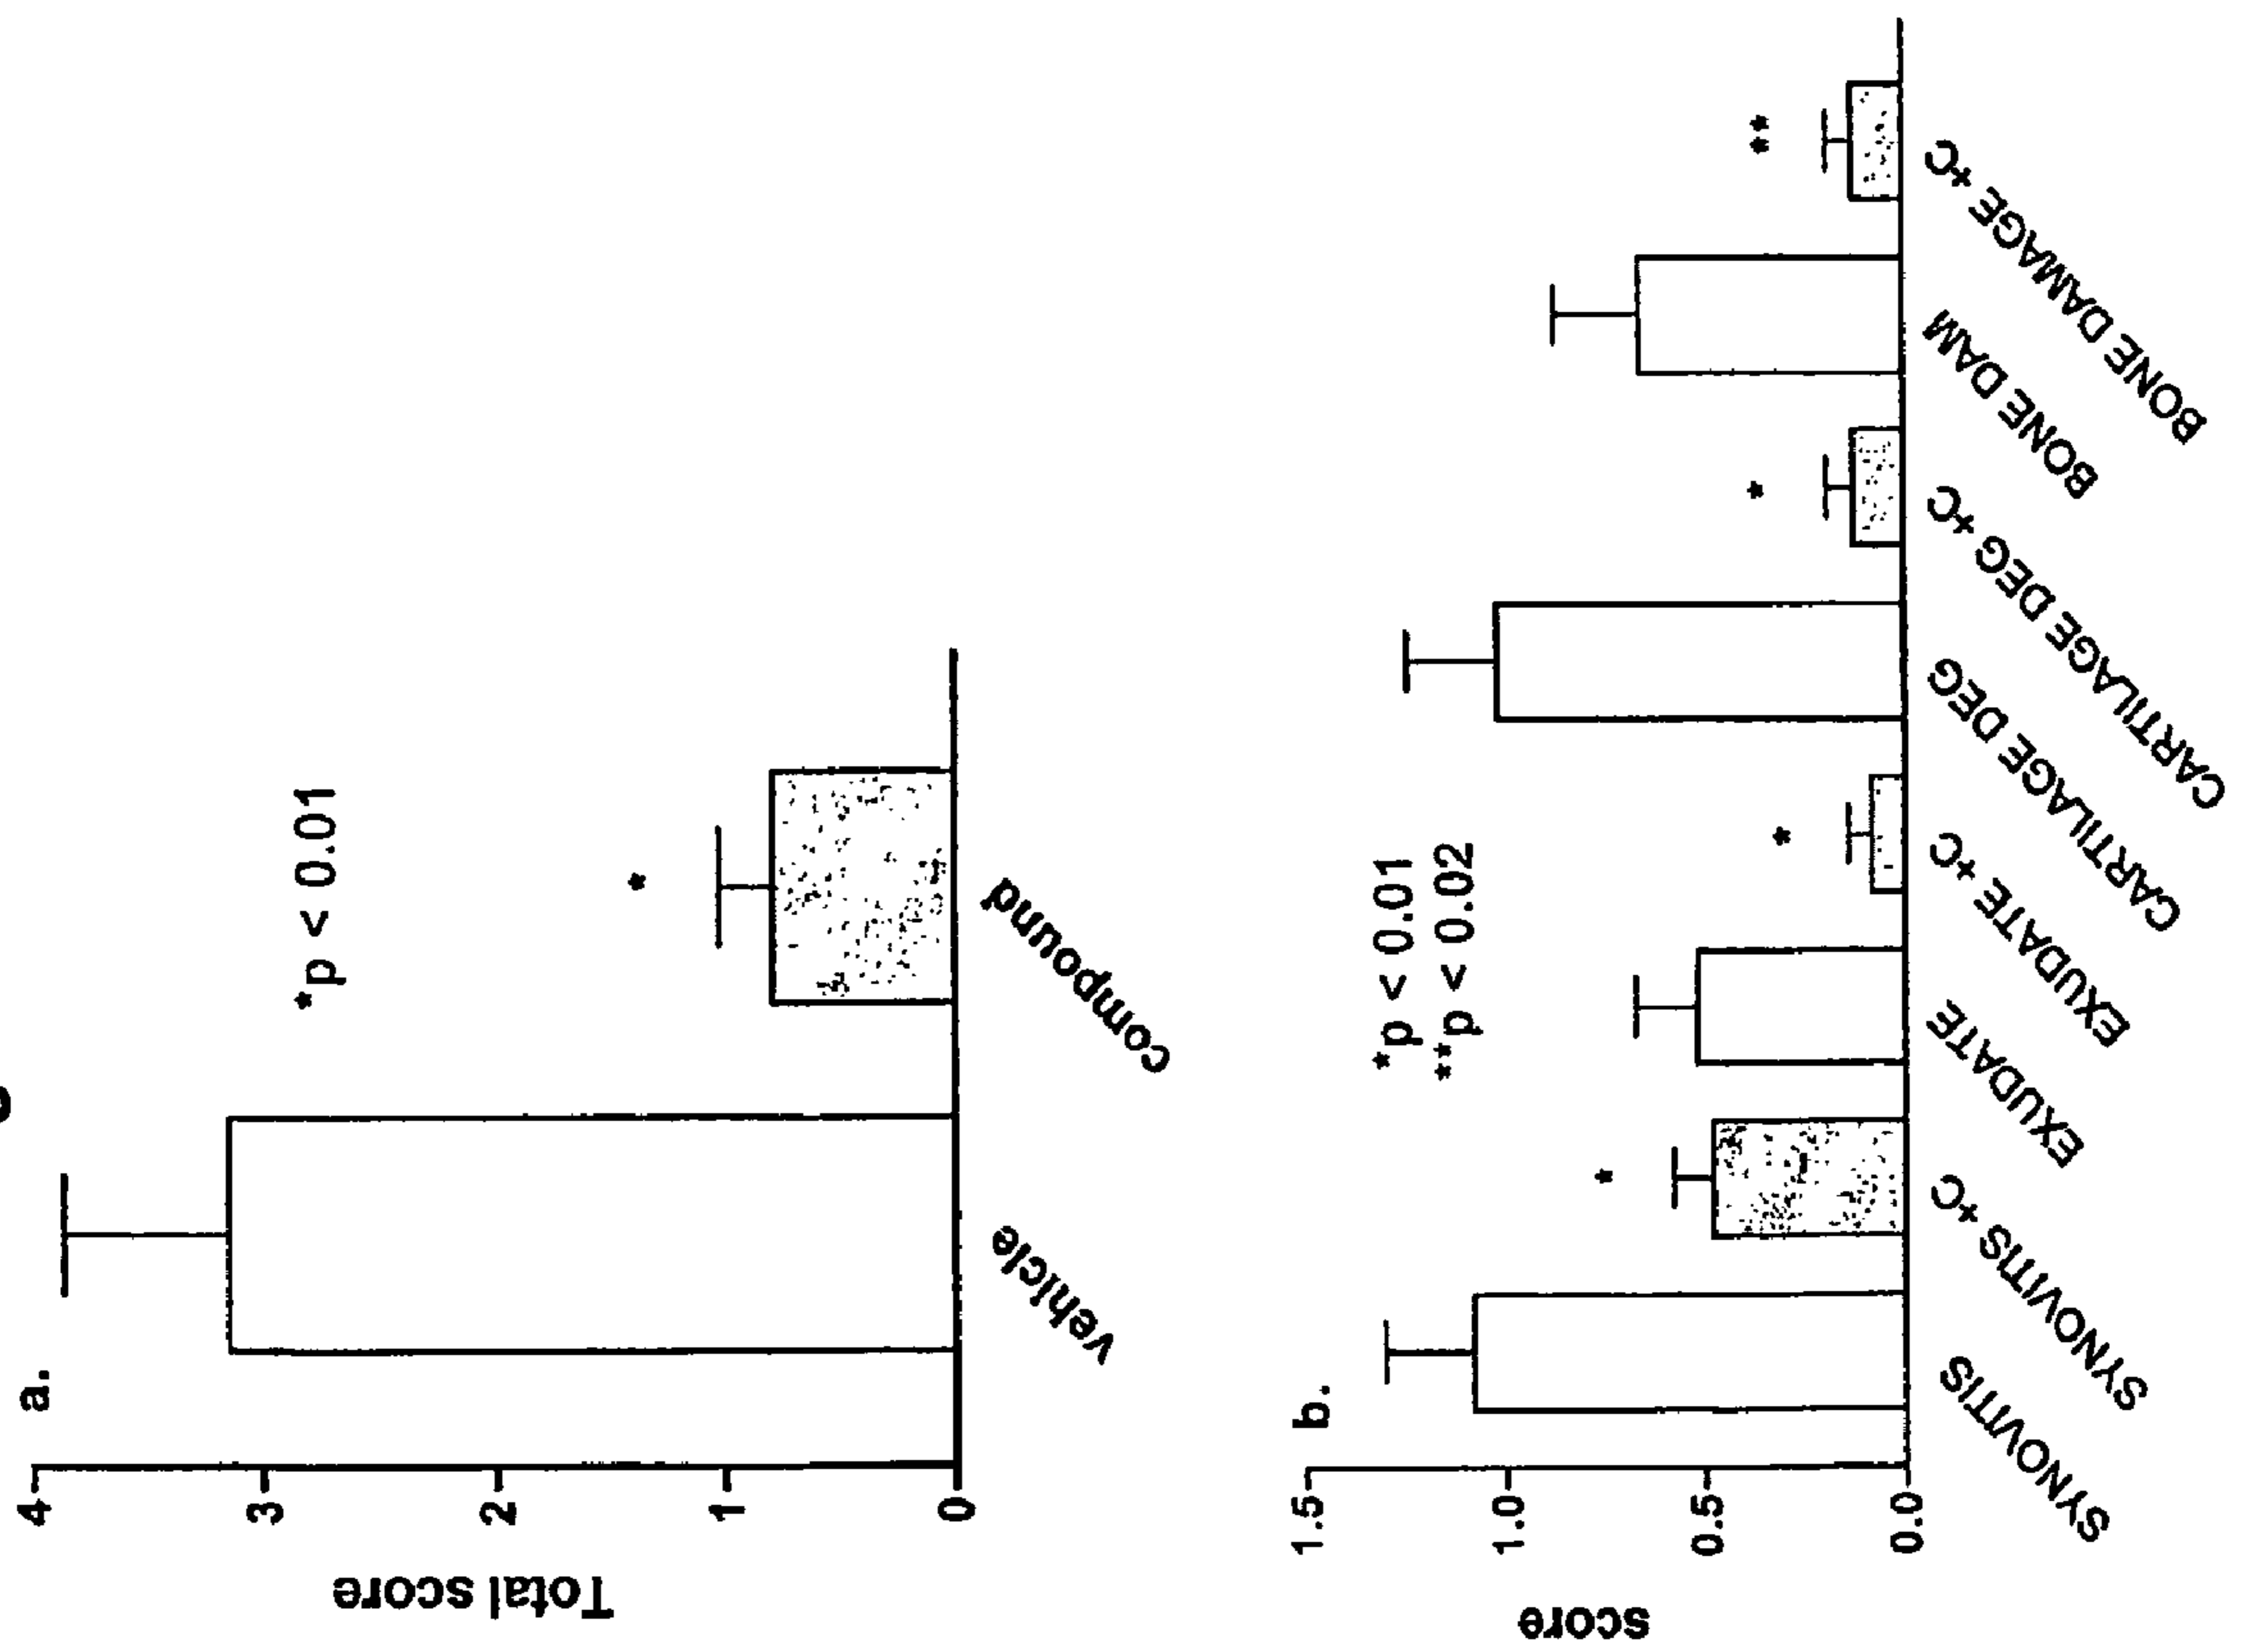 a.
Total score
4
3
2
1
0
*p < 0.01
*
vehicle
compound
b.
score
1.5
1.0
0.5
0.0
*p < 0.01
**p < 0.02
*
*
*
**
SYNOVITIS
SYNOVITIS +C
EXUDATE
EXUDATE +C
CARTILAGE DEG
CARTILAGE DEG +C
BONE DAM
BONE DAMAGE +C